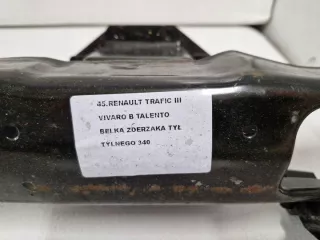 45.RENAULT TRAFIC III
VIVARO B TALENTO
BELKA ZDERZAKA TYŁ
TYLNEGO 340